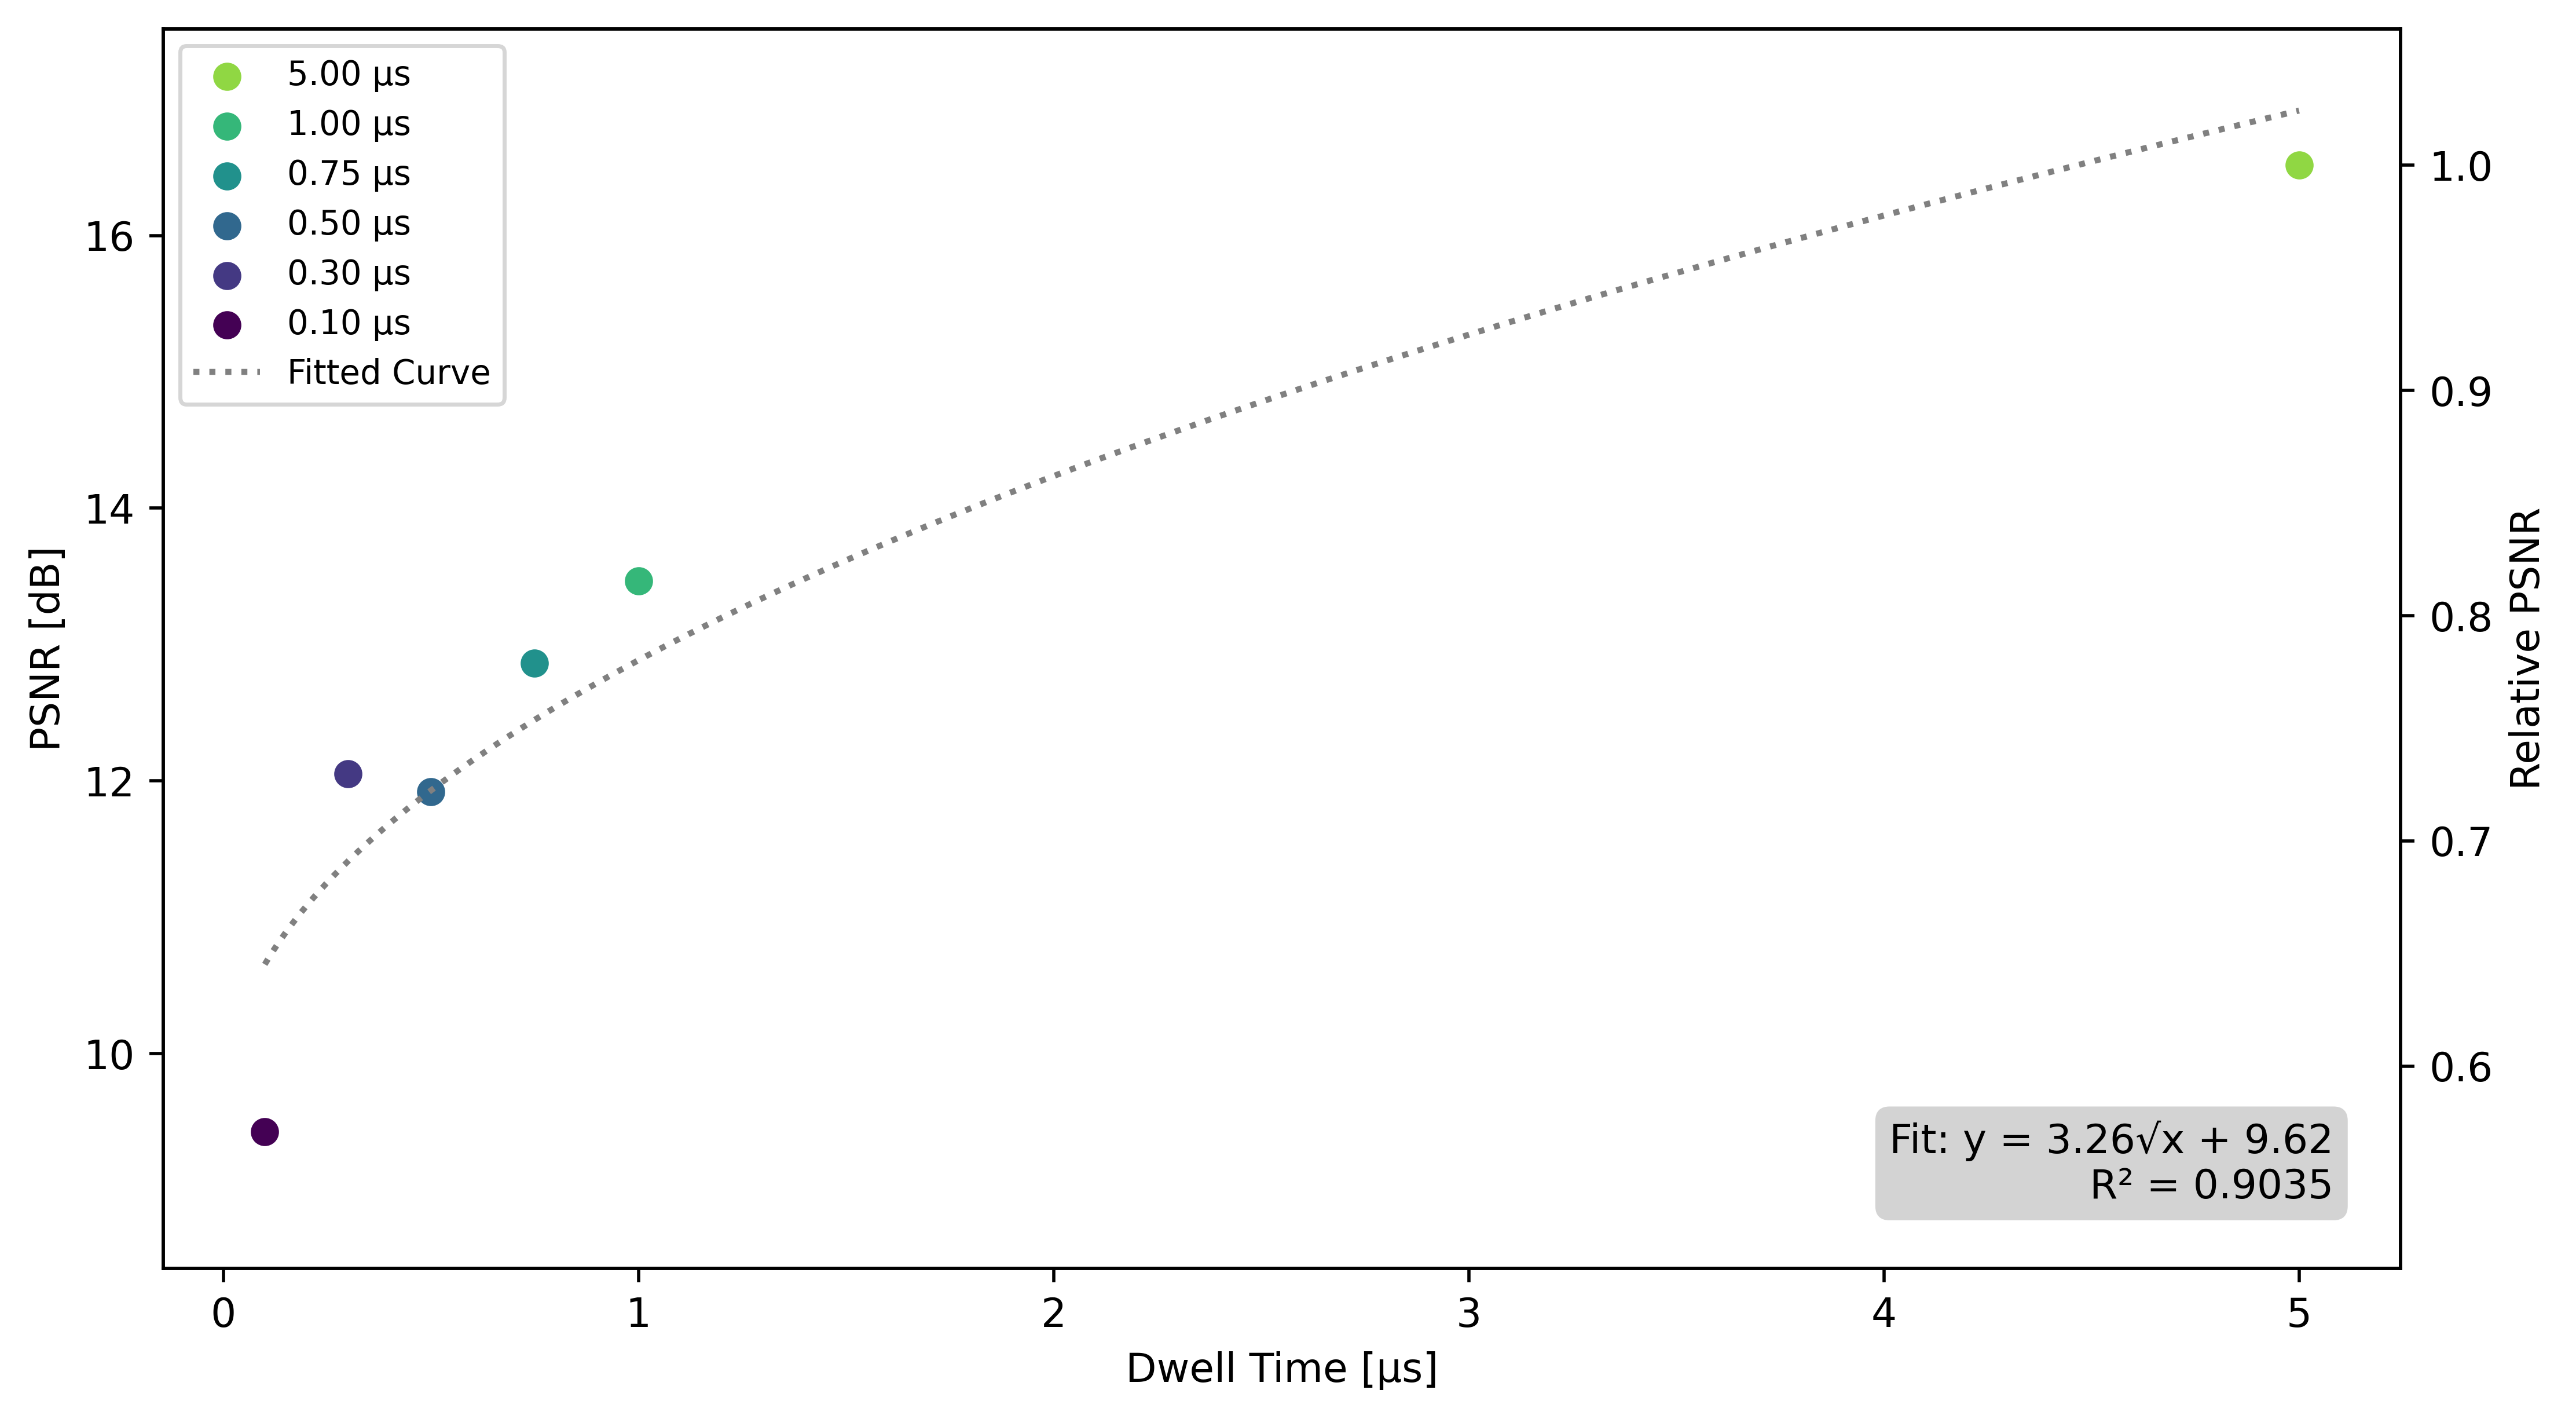 5.00 µs
1.00 µs
0.75 µs
0.50 µs
0.30 µs
0.10 µs
Fitted Curve
16
14
12
10
PSNR [dB]
1.0
0.9
0.8
0.7
0.6
Relative PSNR
Fit: y = 3.26√x + 9.62
R² = 0.9035
0 1 2 3 4 5
Dwell Time [µs]